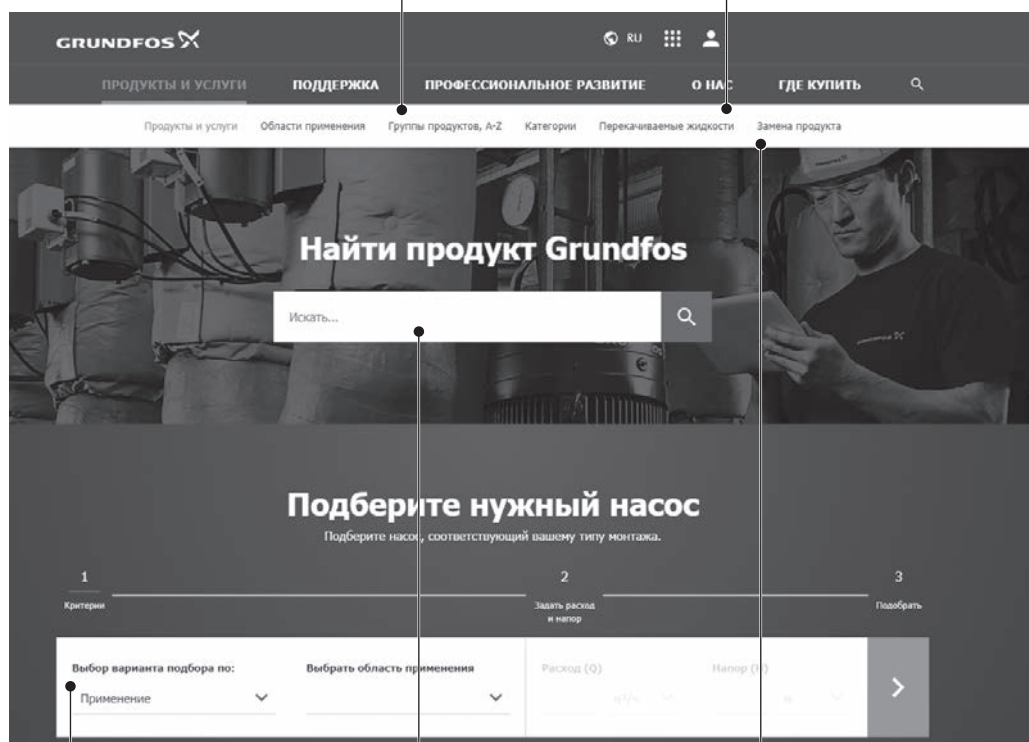 GRUNDFOS
RU
ПРОДУКТЫ И УСЛУГИ ПОДДЕРЖКА ПРОФЕССИОНАЛЬНОЕ РАЗВИТИЕ О НАС ГДЕ КУПИТЬ
Продукты и услуги Области применения Группы продуктов, A-Z Категории Перекачиваемые жидкости Замена продукта
Найти продукт Grundfos
Искать...
Подберите нужный насос
Подберите насос, соответствующий вашему типу монтажа.
1 2 3
Критерии Задать расход Подобрать
и напор
Выбор варианта подбора по: Выбрать область применения Расход (Q) Напор (H)
Применение м³/ч м